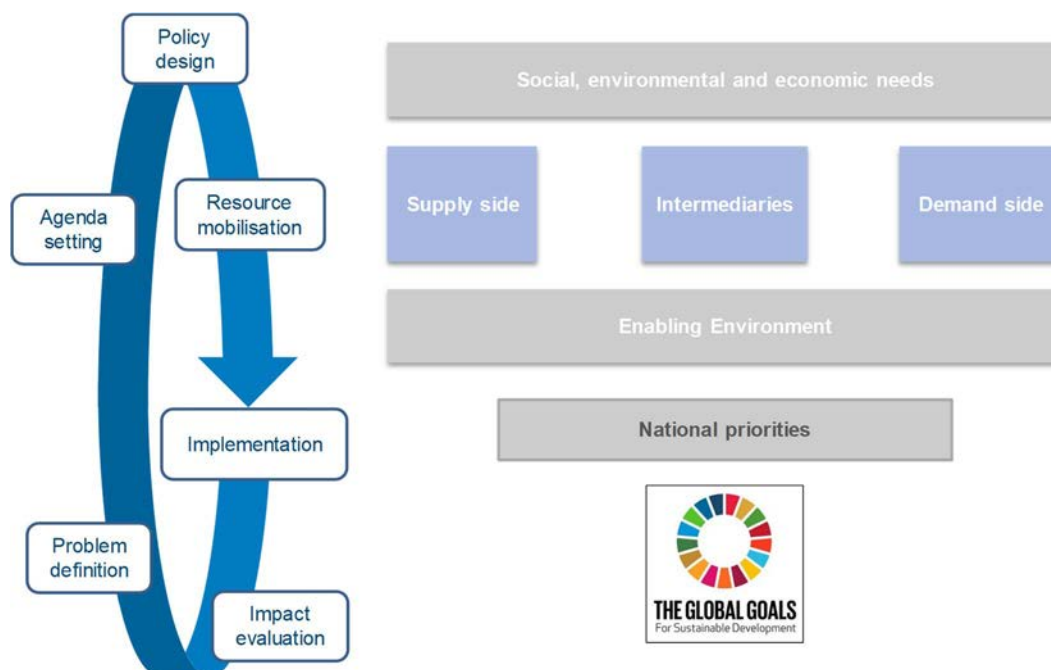 Policy
design
Agenda
setting
Resource
mobilisation
Implementation
Problem
definition
Impact
evaluation
Social, environmental and economic needs
Supply side
Intermediaries
Demand side
Enabling Environment
National priorities
THE GLOBAL GOALS
For Sustainable Development